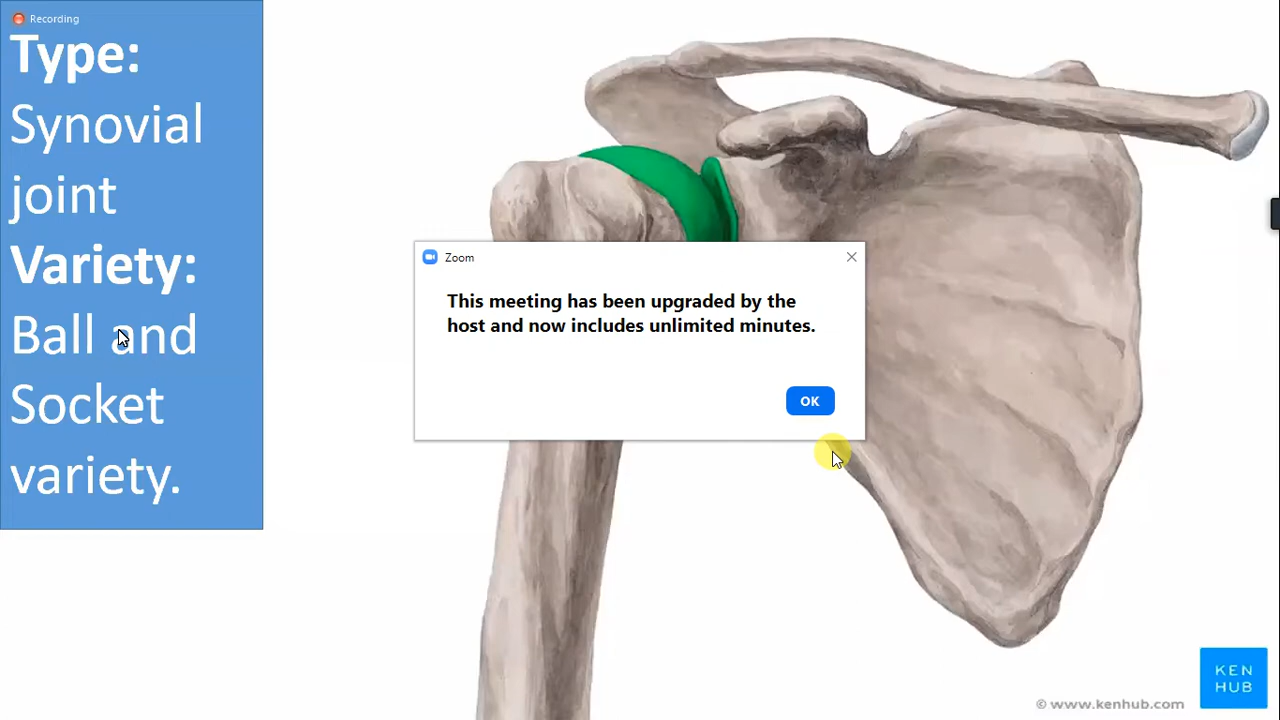 Recording
Type:
Synovial
joint
Variety:
Ball and
Socket
variety.
Zoom
This meeting has been upgraded by the
host and now includes unlimited minutes.
OK
KEN
HUB
© www.kenhub.com